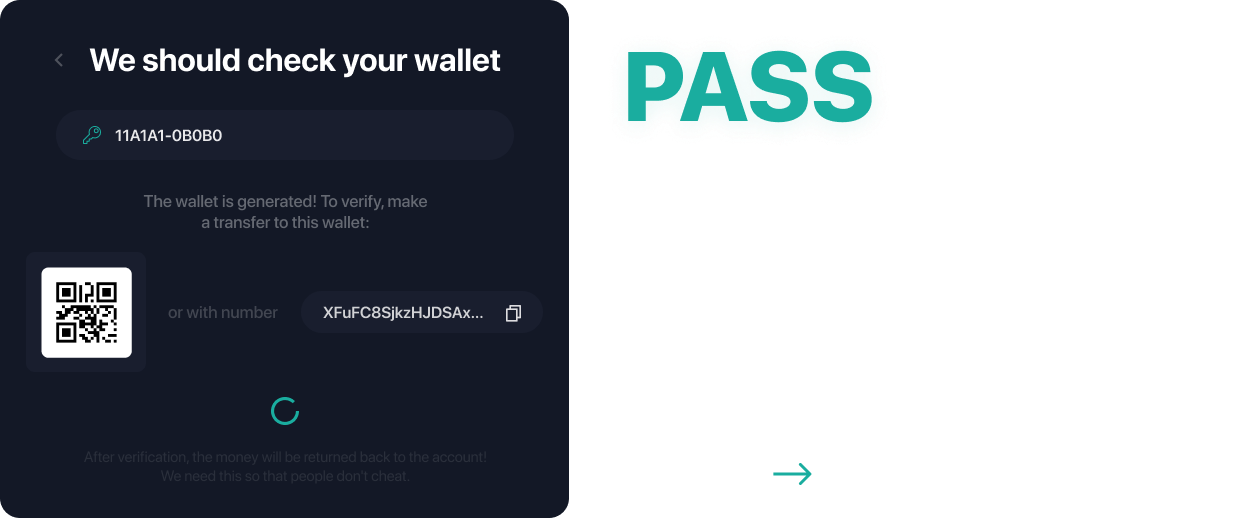 We should check your wallet
11A1A1-0B0B0
The wallet is generated! To verify, make
a transfer to this wallet:
or with number
XFuFC8SjkzHJDSAx...
After verification, the money will be returned back to the account!
We need this so that people don't cheat.
PASS